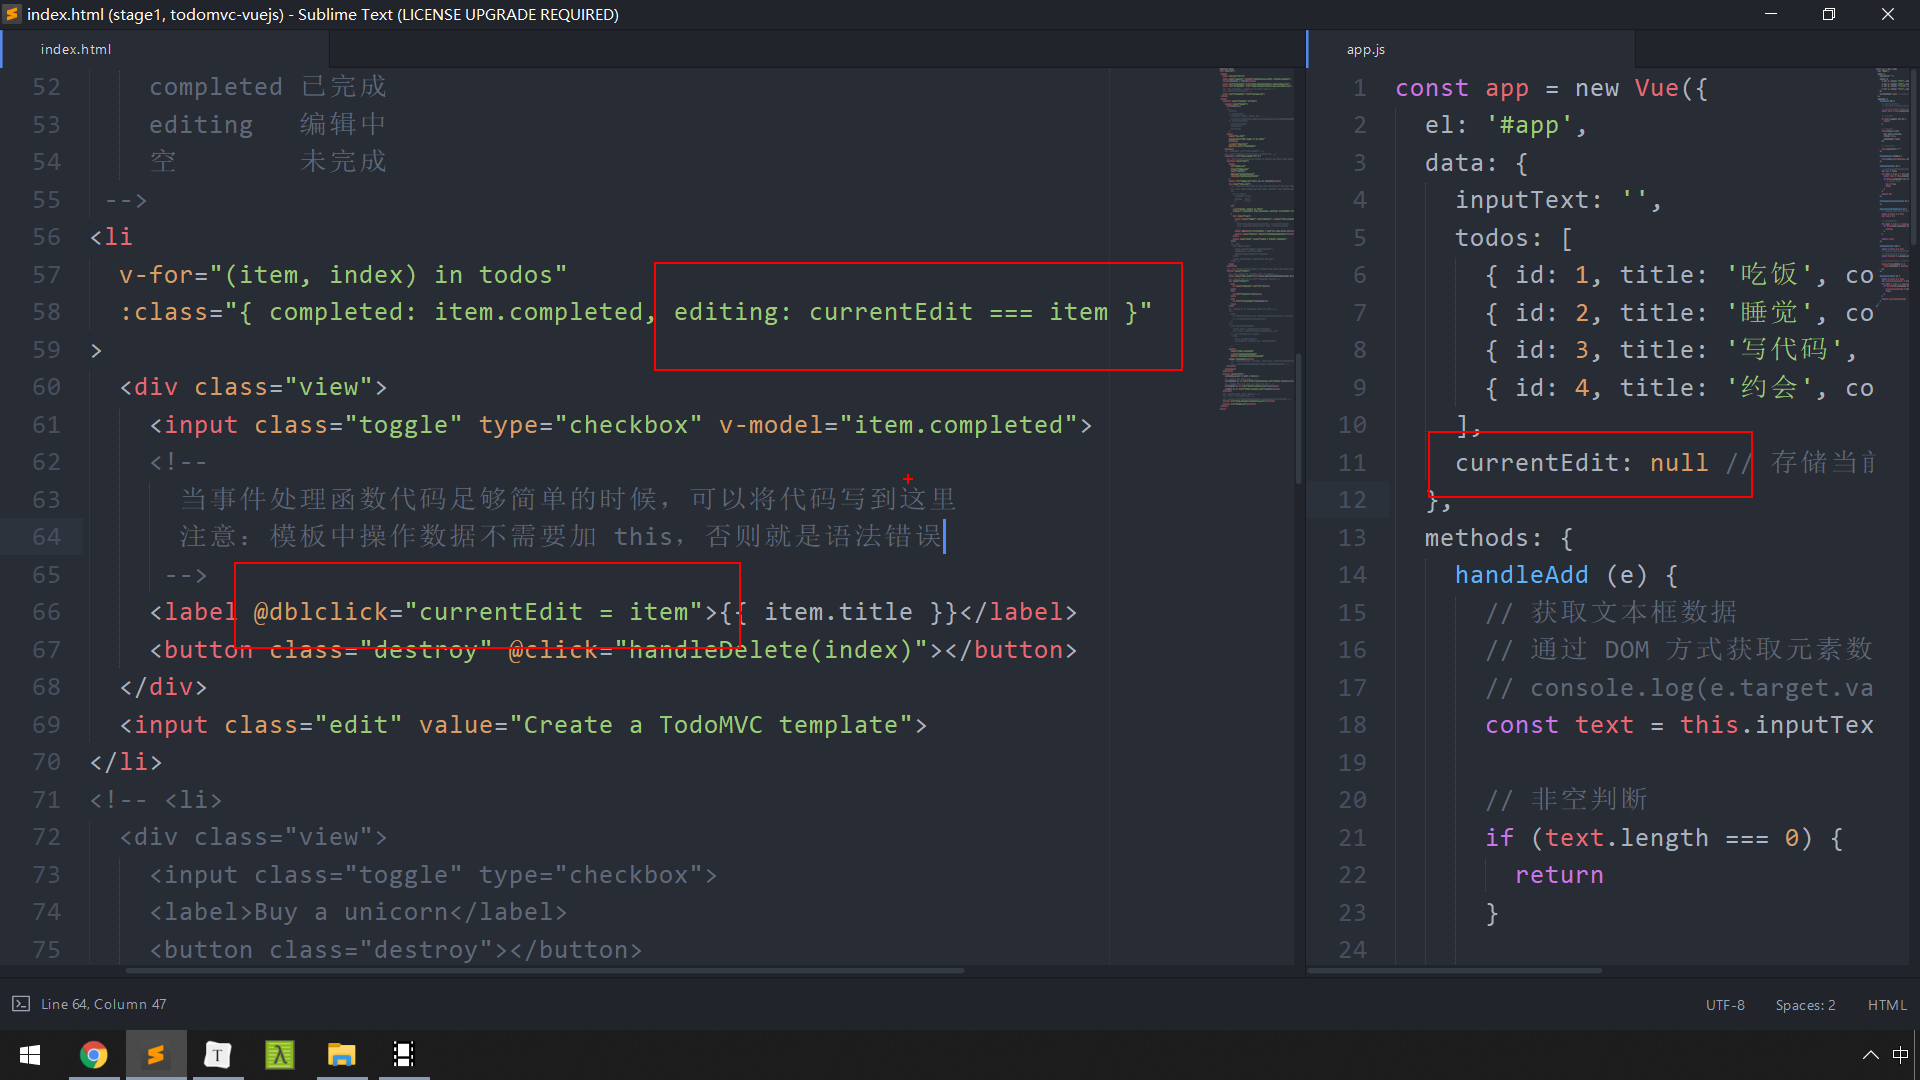 index.html (stage1, todomvc-vuejs) - Sublime Text (LICENSE UPGRADE REQUIRED)
index.html
52 completed 已完成
53 editing 编辑中
54 空 未完成
55 -->
56 <li
57 v-for="(item, index) in todos"
58 :class="{ completed: item.completed, editing: currentEdit === item }"
59 >
60 <div class="view">
61 <input class="toggle" type="checkbox" v-model="item.completed">
62 <!--
63 当事件处理函数代码足够简单的时候，可以将代码写到这里
64 注意：模板中操作数据不需要加 this，否则就是语法错误
65 -->
66 <label @dblclick="currentEdit = item">{{ item.title }}</label>
67 <button class="destroy" @click="handleDelete(index)"></button>
68 </div>
69 <input class="edit" value="Create a TodoMVC template">
70 </li>
71 <!-- <li>
72 <div class="view">
73 <input class="toggle" type="checkbox">
74 <label>Buy a unicorn</label>
75 <button class="destroy"></button>
app.js
1 const app = new Vue({
2 el: '#app',
3 data: {
4 inputText: '',
5 todos: [
6 { id: 1, title: '吃饭', co
7 { id: 2, title: '睡觉', co
8 { id: 3, title: '写代码',
9 { id: 4, title: '约会', co
10 ],
11 currentEdit: null // 存储当前
12 },
13 methods: {
14 handleAdd (e) {
15 // 获取文本框数据
16 // 通过 DOM 方式获取元素数
17 // console.log(e.target.va
18 const text = this.inputTex
19
20 // 非空判断
21 if (text.length === 0) {
22 return
23 }
24
Line 64, Column 47
UTF-8
Spaces: 2
HTML
T
λ
中